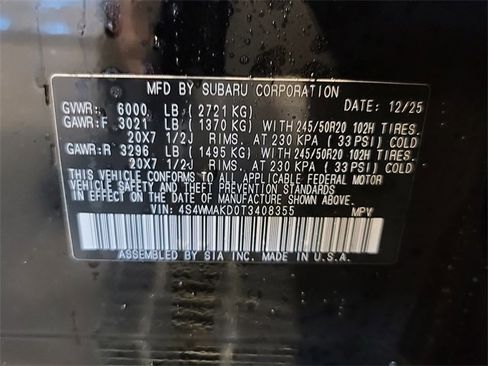 MFD BY SUBARU CORPORATION
GVWR: 6000 LB (2721 KG) DATE: 12/25
GAWR:F 3021 LB (1370 KG) WITH 245/50R20 102H TIRES.
20X7 1/2J RIMS. AT 230 KPA (33 PSI) COLD
GAWR:R 3296 LB (1495 KG) WITH 245/50R20 102H TIRES.
20X7 1/2J RIMS. AT 230 KPA (33 PSI) COLD
THIS VEHICLE CONFORMS TO ALL APPLICABLE FEDERAL MOTOR
VEHICLE SAFETY AND BUMPER STANDARDS
IN EFFECT ON THE DATE OF MANUFACTURE SHOWN ABOVE.
VIN: 4S4WMAKD0T3408355 MPV
ASSEMBLED BY SIA INC. MADE IN U.S.A.